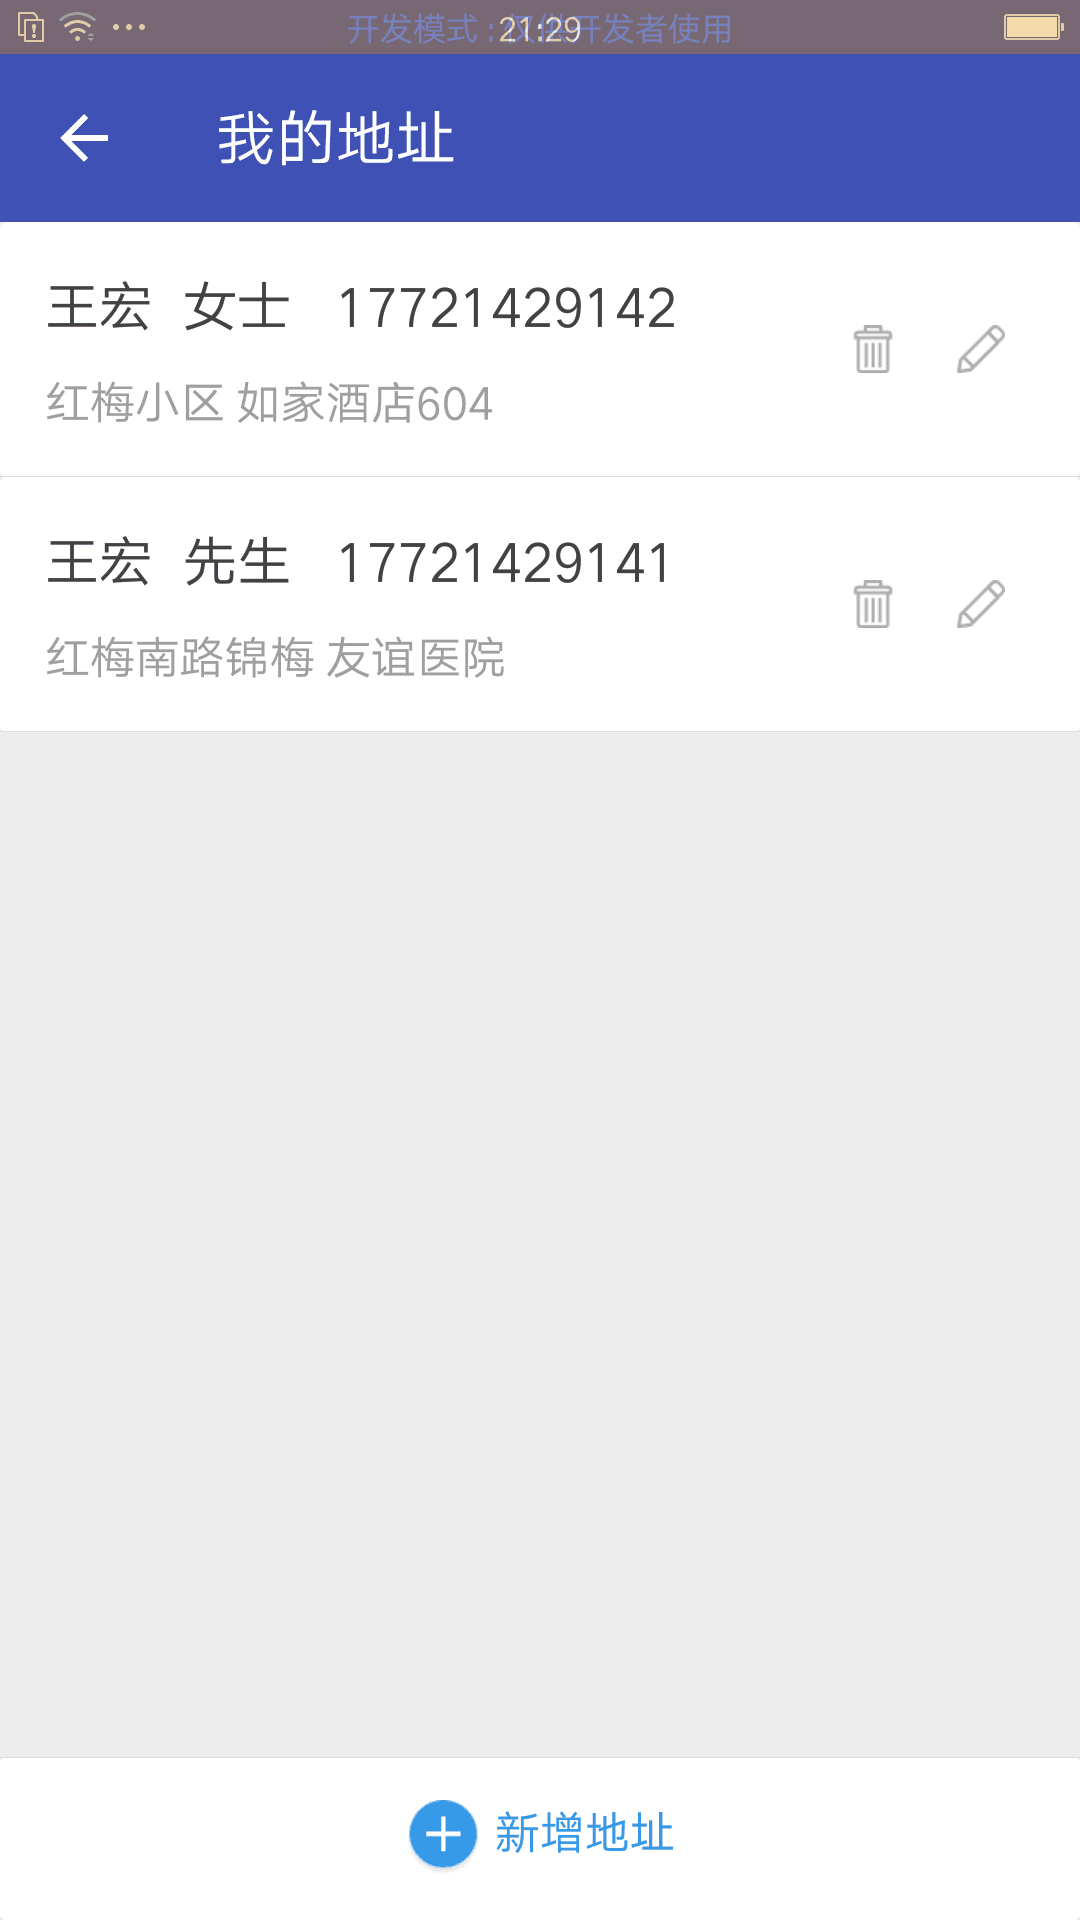 开发模式 : 仅供开发者使用
21:29
我的地址
王宏 女士 17721429142
红梅小区 如家酒店604
王宏 先生 17721429141
红梅南路锦梅 友谊医院
新增地址